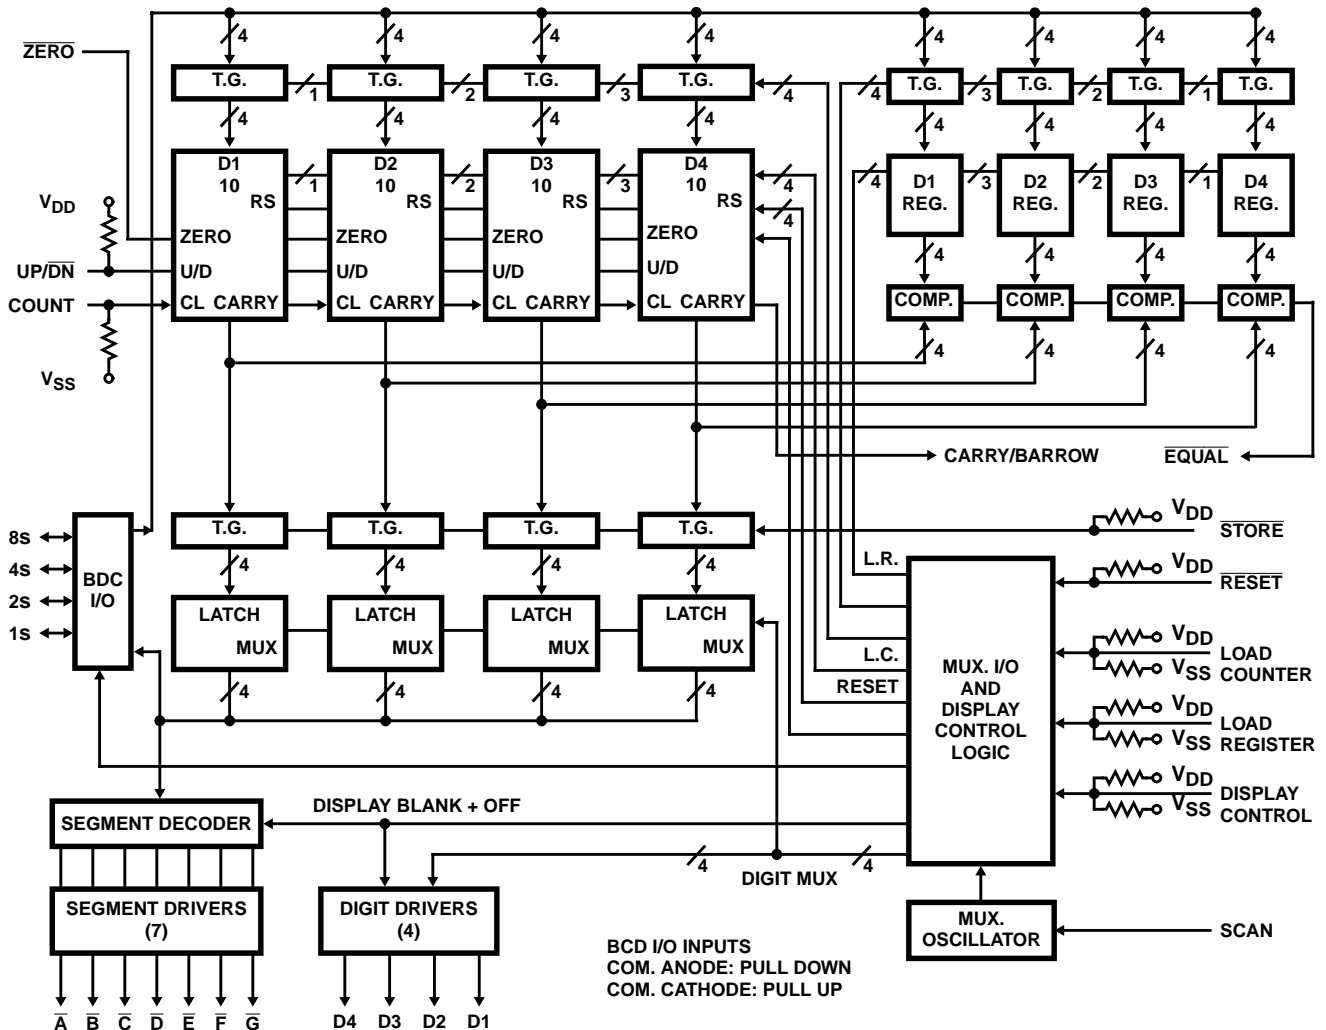 4 4 4 4 4 4 4 4
ZERO
T.G. 1 T.G. 2 T.G. 3 T.G. 4 4 T.G. 3 T.G. 2 T.G. 1 T.G.
4 4 4 4 4 4 4 4
D1 D2 D3 D4
10 1 10 2 10 3 10 4 4 3 2 1
D1 REG. D2 REG. D3 REG. D4 REG.
RS RS RS RS 4
VDD
ZERO ZERO ZERO ZERO
4 4 4 4
UP/DN U/D U/D U/D U/D
COUNT CL CARRY CL CARRY CL CARRY CL CARRY
COMP. COMP. COMP. COMP.
4 4 4 4
VSS
CARRY/BARROW EQUAL
VDD
STORE
T.G. T.G. T.G. T.G.
8s
4s
2s
1s
BDC
I/O
4 4 4 4
LATCH LATCH LATCH LATCH
MUX MUX MUX MUX
4 4 4 4
L.R.
L.C.
RESET
MUX. I/O
AND
DISPLAY
CONTROL
LOGIC
VDD
RESET
VDD
LOAD
VSS COUNTER
VDD
LOAD
VSS REGISTER
VDD
DISPLAY
VSS CONTROL
DISPLAY BLANK + OFF
SEGMENT DECODER
4 4
DIGIT MUX
SEGMENT DRIVERS
(7)
DIGIT DRIVERS
(4)
MUX.
OSCILLATOR
SCAN
BCD I/O INPUTS
COM. ANODE: PULL DOWN
COM. CATHODE: PULL UP
A B C D E F G
D4 D3 D2 D1